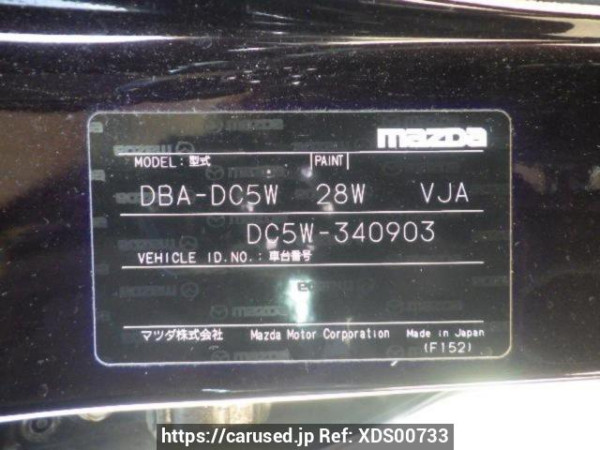 mazda
MODEL: 型式 PAINT
DBA-DC5W 28W VJA
DC5W-340903
VEHICLE ID.NO.: 車台番号
マツダ株式会社 Mazda Motor Corporation Made in Japan
(F152)
https://carused.jp Ref: XDS00733